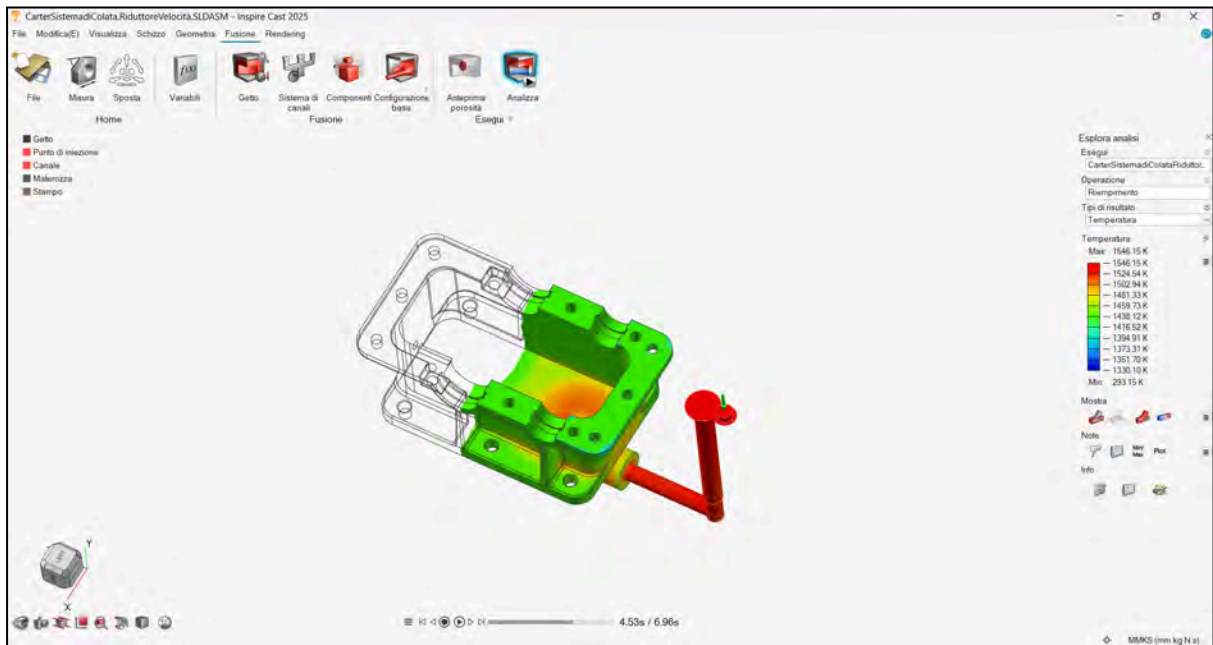 CarterSistemadiColata.RiduttoreVelocità.SLDASM - Inspire Cast 2025
File Modifica(E) Visualizza Schizzo Geometria Fusione Rendering
File Misura Sposta Variabili Getto Sistema di canali Componenti Configurazione base Anteprima porosità Analizza
Home Fusione Esegui
Getto
Punto di iniezione
Canale
Materozza
Stampo
Esplora analisi
Esegui
CarterSistemadiColataRiduttor...
Operazione
Riempimento
Tipi di risultato
Temperatura
Temperatura
Max: 1546.15 K
1546.15 K
1524.54 K
1502.94 K
1481.33 K
1459.73 K
1438.12 K
1416.52 K
1394.91 K
1373.31 K
1351.70 K
1330.10 K
Min: 293.15 K
Mostra
Note
Min/
Max
Plot
Info
LEFT
Y
X
4.53s / 6.96s
MMKS (mm kg N s)